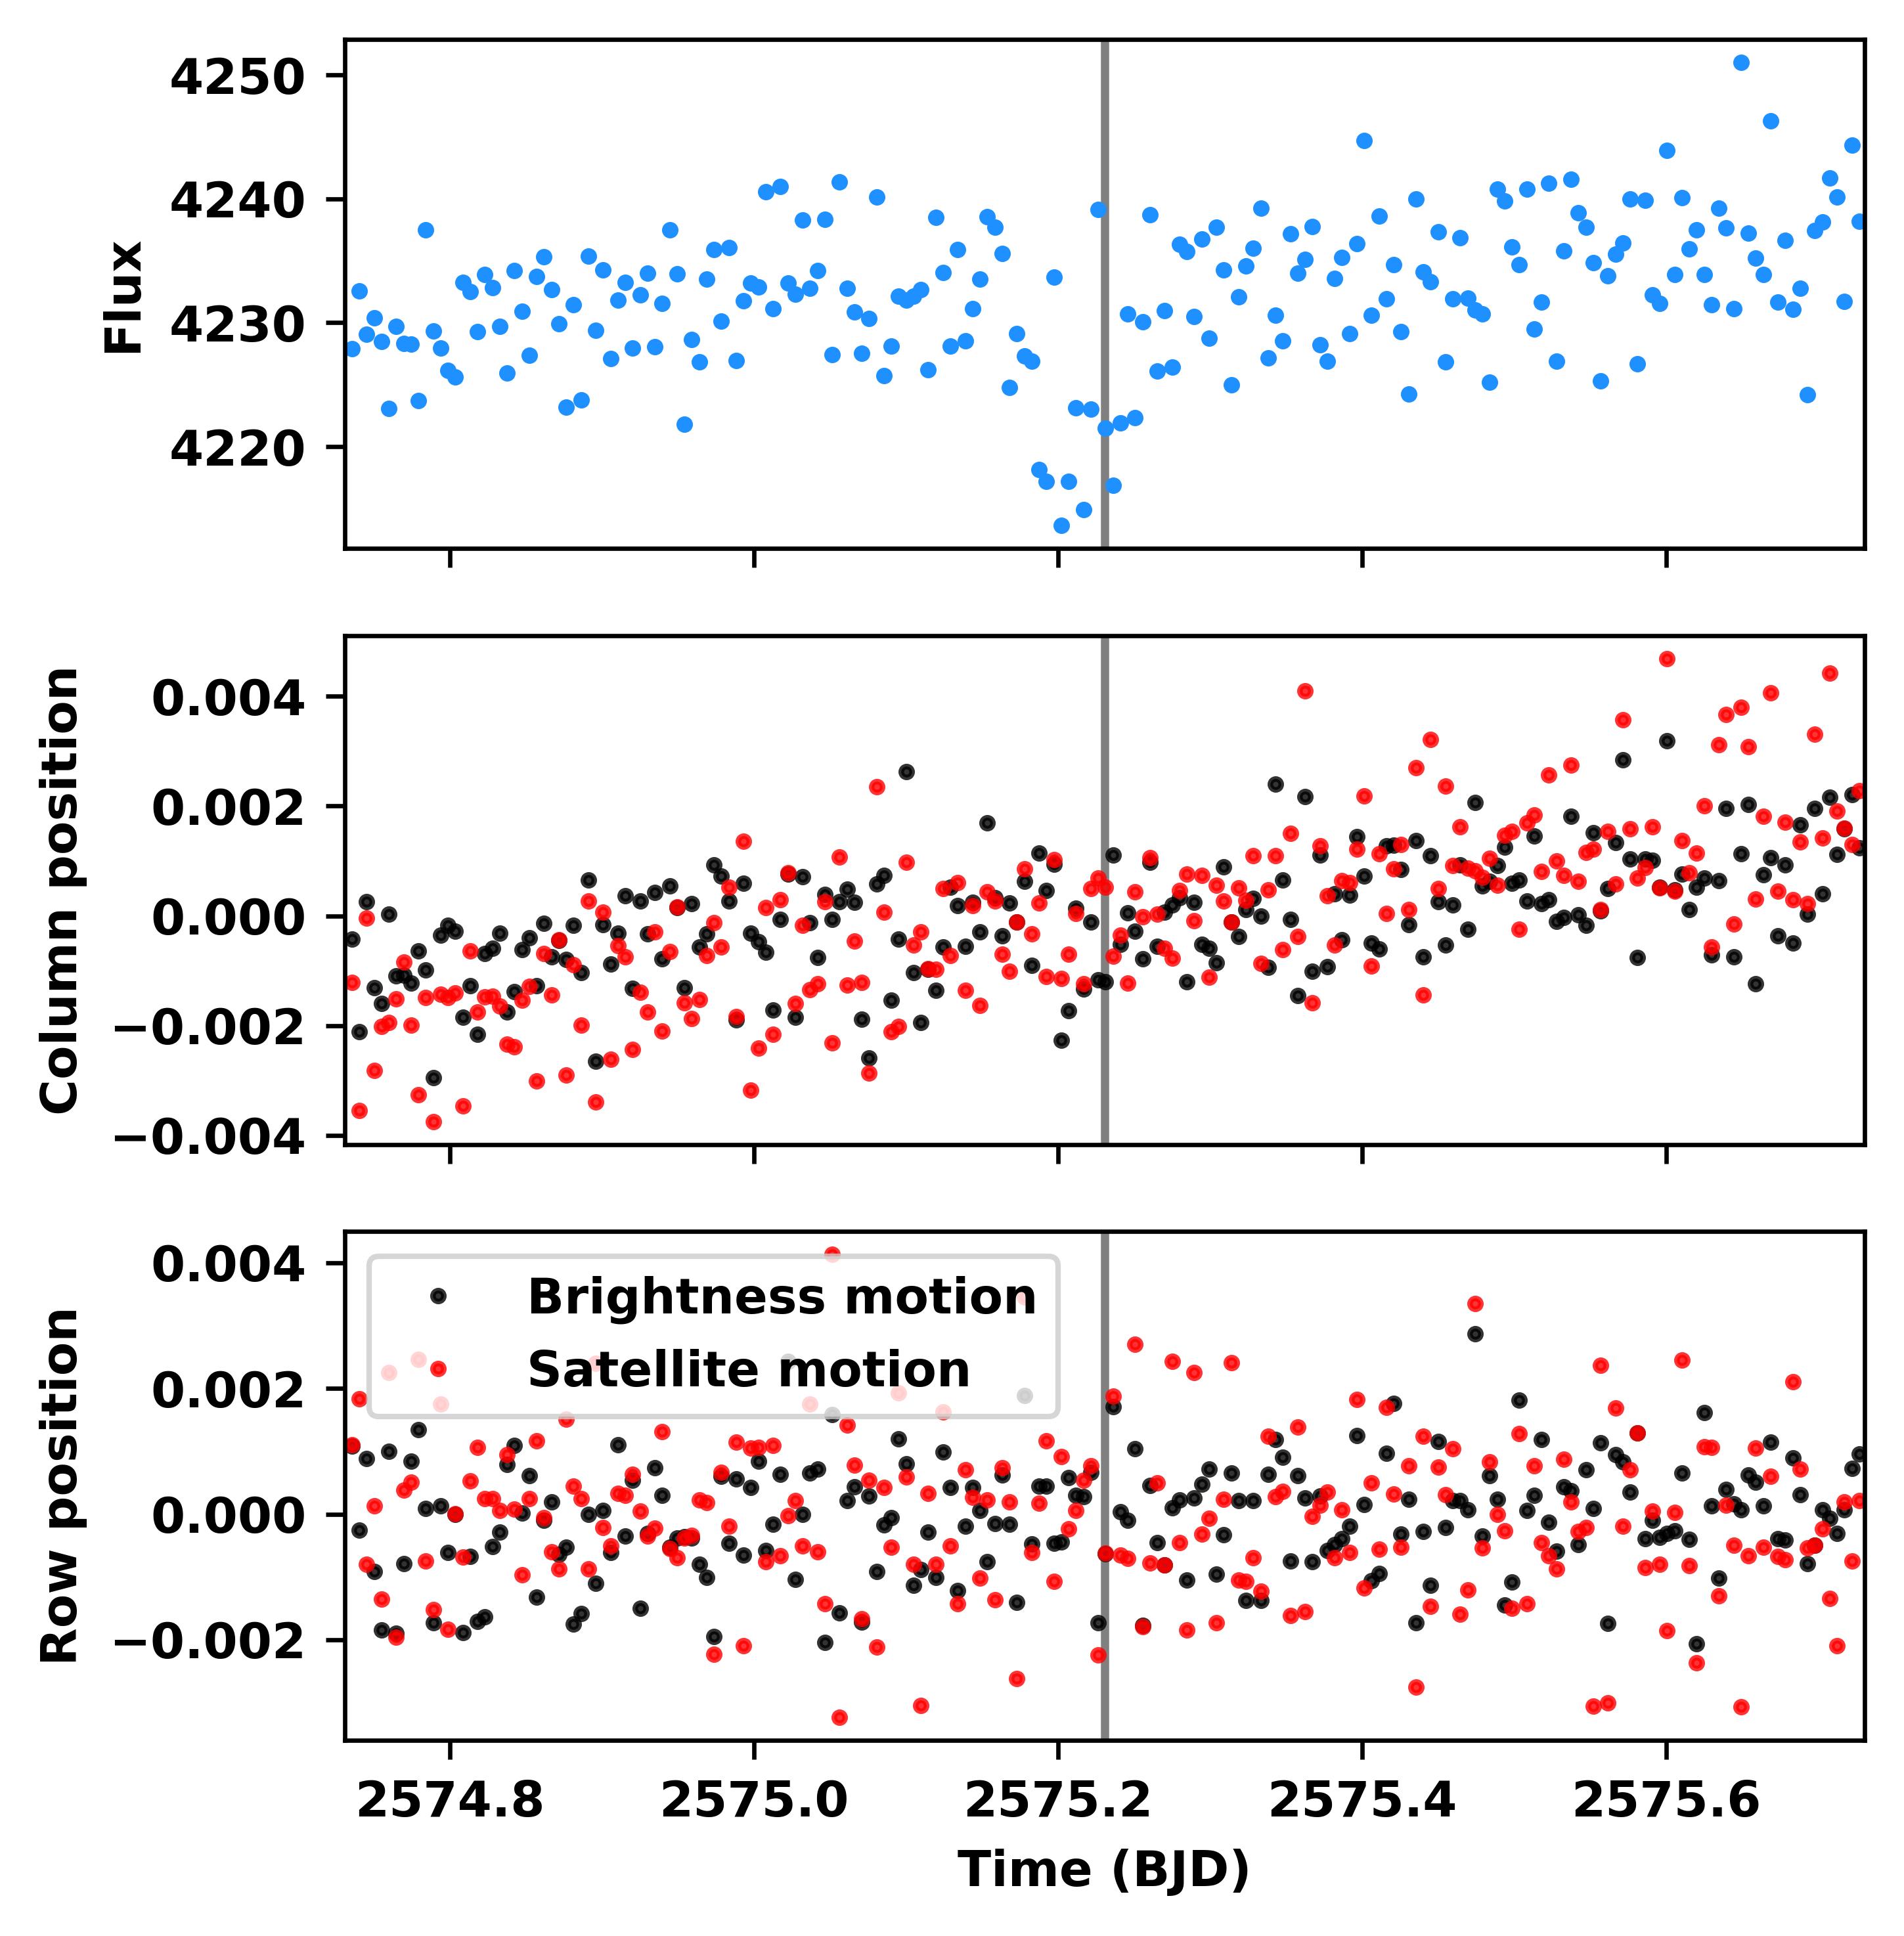 Flux
4250
4240
4230
4220
Column position
0.004
0.002
0.000
−0.002
−0.004
Row position
0.004
0.002
0.000
−0.002
Brightness motion
Satellite motion
2574.8 2575.0 2575.2 2575.4 2575.6
Time (BJD)